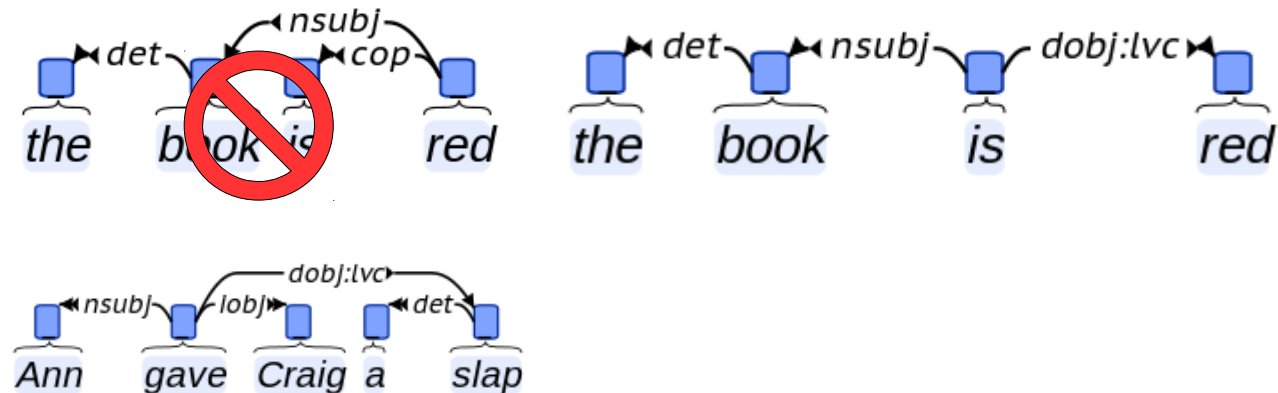 nsubj
det cop
the book is red
det nsubj dobj:lvc
the book is red
dobj:lvc
nsubj iobj det
Ann gave Craig a slap